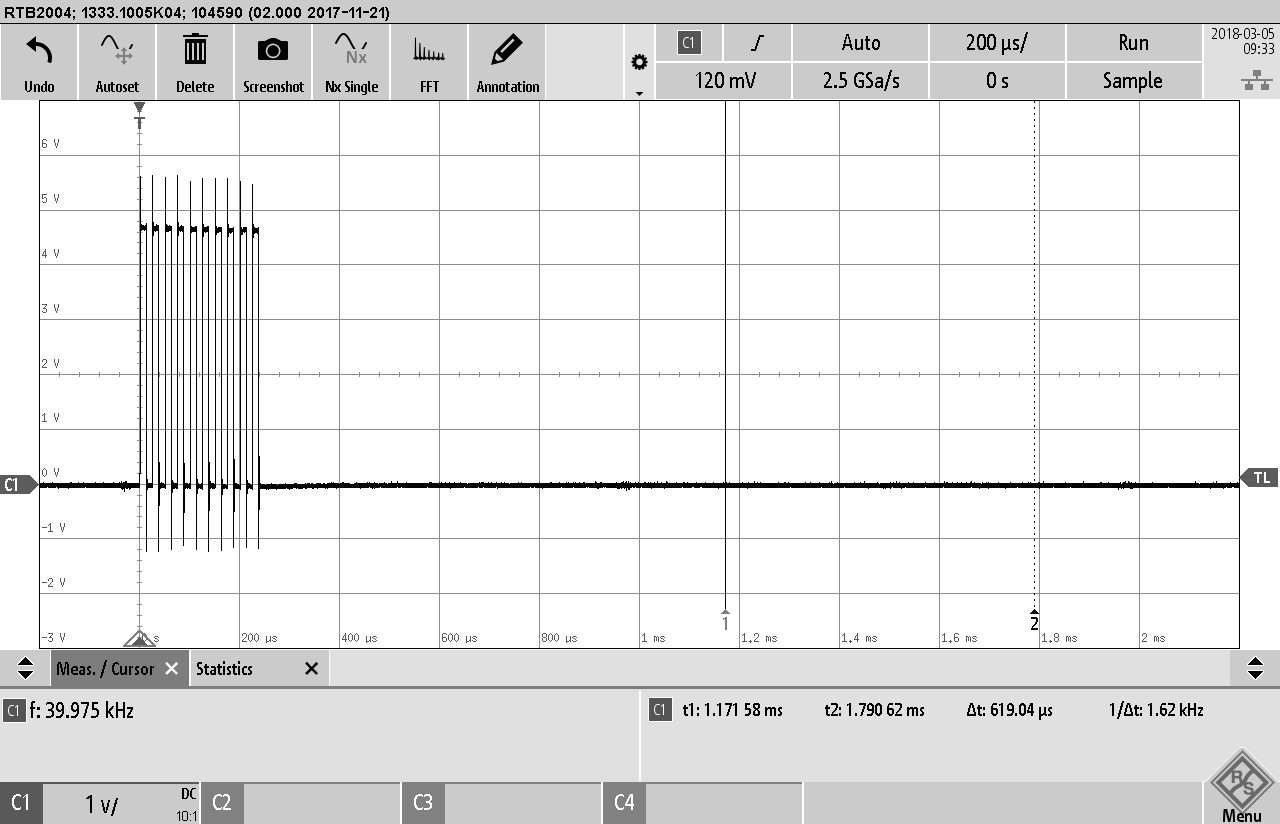 RTB2004; 1333.1005K04; 104590 (02.000 2017-11-21)
Undo
Autoset
Delete
Screenshot
Nx
Nx Single
FFT
Annotation
C1
Auto
200 µs/
Run
120 mV
2.5 GSa/s
0 s
Sample
2018-03-05
09:33
T
6 V
5 V
4 V
3 V
2 V
1 V
0 V
C1
TL
-1 V
-2 V
1
2
-3 V
0 s
200 µs
400 µs
600 µs
800 µs
1 ms
1.2 ms
1.4 ms
1.6 ms
1.8 ms
2 ms
Meas. / Cursor
Statistics
C1 f: 39.975 kHz
C1 t1: 1.171 58 ms t2: 1.790 62 ms Δt: 619.04 µs 1/Δt: 1.62 kHz
C1
1 V/
DC
10:1
C2
C3
C4
R S
Menu